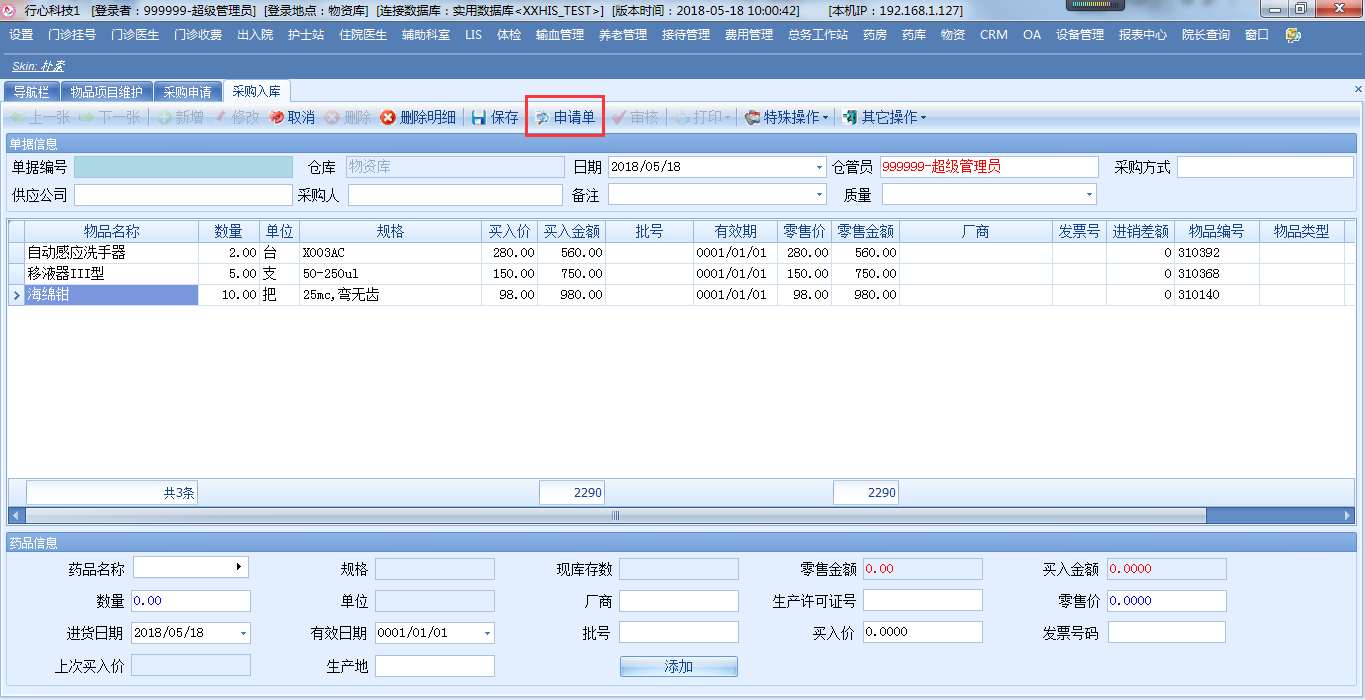 行心科技1 [登录者：999999-超级管理员] [登录地点：物资库] [连接数据库：实用数据库<XXHIS_TEST>] [版本时间：2018-05-18 10:00:42] [本机IP：192.168.1.127]
设置 门诊挂号 门诊医生 门诊收费 出入院 护士站 住院医生 辅助科室 LIS 体检 输血管理 养老管理 接待管理 费用管理 总务工作站 药房 药库 物资 CRM OA 设备管理 报表中心 院长查询 窗口
Skin: 朴素
导航栏 物品项目维护 采购申请 采购入库
上一张 下一张 新增 修改 取消 删除 删除明细 保存 申请单 审核 打印 特殊操作 其它操作
单据信息
单据编号 仓库 物资库 日期 2018/05/18 仓管员 999999-超级管理员 采购方式
供应公司 采购人 备注 质量
物品名称 数量 单位 规格 买入价 买入金额 批号 有效期 零售价 零售金额 厂商 发票号 进销差额 物品编号 物品类型
自动感应洗手器 2.00 台 X003AC 280.00 560.00 0001/01/01 280.00 560.00 0 310392
移液器III型 5.00 支 50-250ul 150.00 750.00 0001/01/01 150.00 750.00 0 310368
海绵钳 10.00 把 25mc,弯无齿 98.00 980.00 0001/01/01 98.00 980.00 0 310140
共3条 2290 2290
药品信息
药品名称 规格 现库存数 零售金额 0.00 买入金额 0.0000
数量 0.00 单位 厂商 生产许可证号 零售价 0.0000
进货日期 2018/05/18 有效日期 0001/01/01 批号 买入价 0.0000 发票号码
上次买入价 生产地 添加